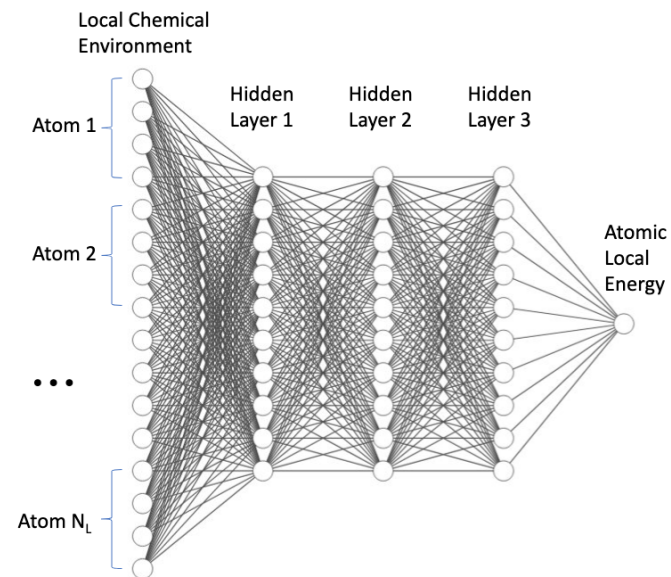 Local Chemical
Environment
Atom 1
Atom 2
...
Atom N_L
Hidden
Layer 1
Hidden
Layer 2
Hidden
Layer 3
Atomic
Local
Energy